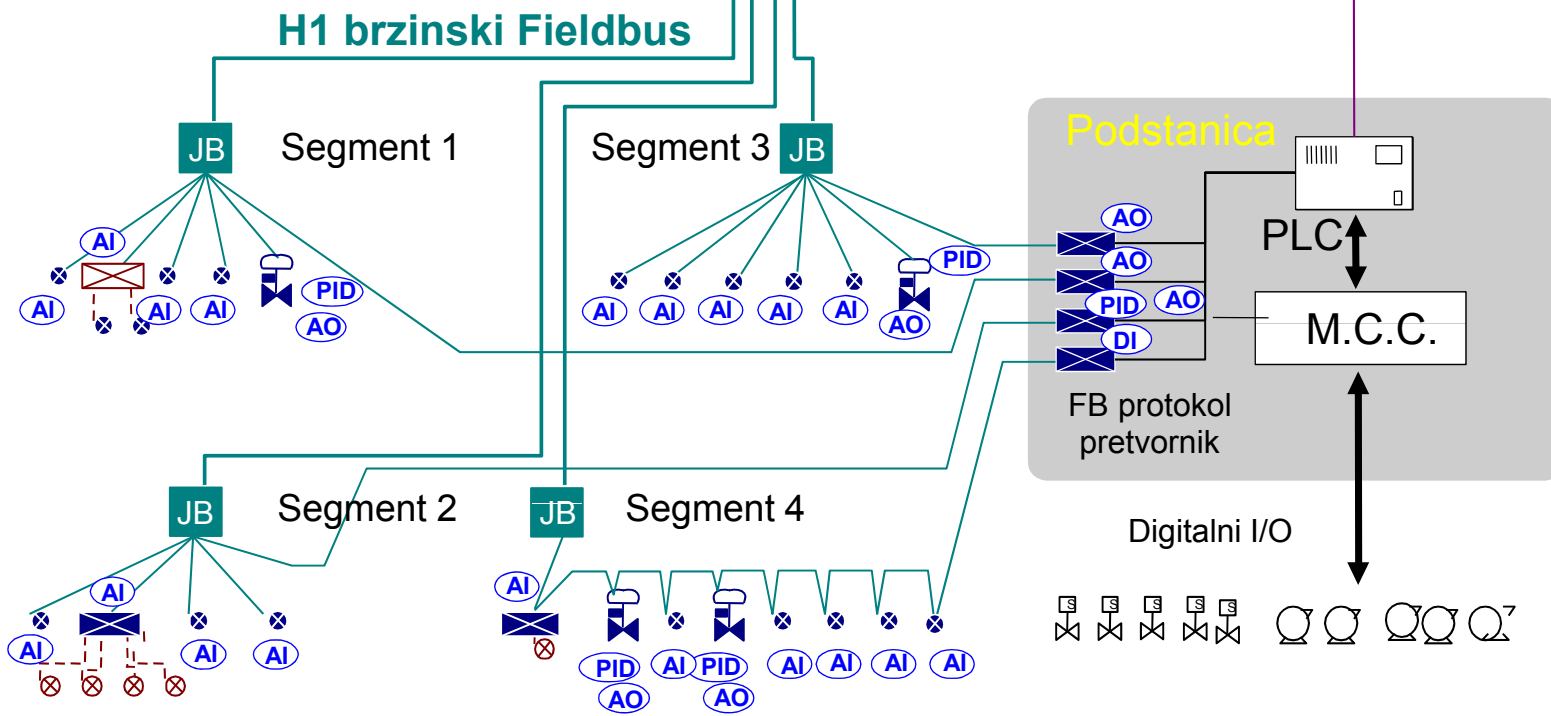 H1 brzinski Fieldbus
JB
Segment 1
Segment 3
JB
Podstanica
AI
AI
AI
AI
PID
AO
AI
AI
AI
AI
AI
PID
AO
AO
AO
PID
AO
DI
PLC
M.C.C.
FB protokol
pretvornik
JB
Segment 2
JB
Segment 4
Digitalni I/O
AI
AI
AI
AI
AI
PID
AO
AI
PID
AO
AI
AI
AI
AI
S
S
S
S
S